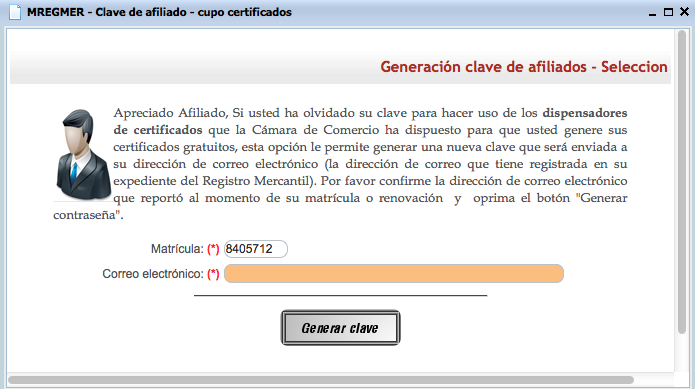 MREGMER - Clave de afiliado - cupo certificados
Generación clave de afiliados - Seleccion
Apreciado Afiliado, Si usted ha olvidado su clave para hacer uso de los dispensadores
de certificados que la Cámara de Comercio ha dispuesto para que usted genere sus
certificados gratuitos, esta opción le permite generar una nueva clave que será enviada a
su dirección de correo electrónico (la dirección de correo que tiene registrada en su
expediente del Registro Mercantil). Por favor confirme la dirección de correo electrónico
que reportó al momento de su matrícula o renovación y oprima el botón "Generar
contraseña".
Matrícula: (*) 8405712
Correo electrónico: (*)
Generar clave